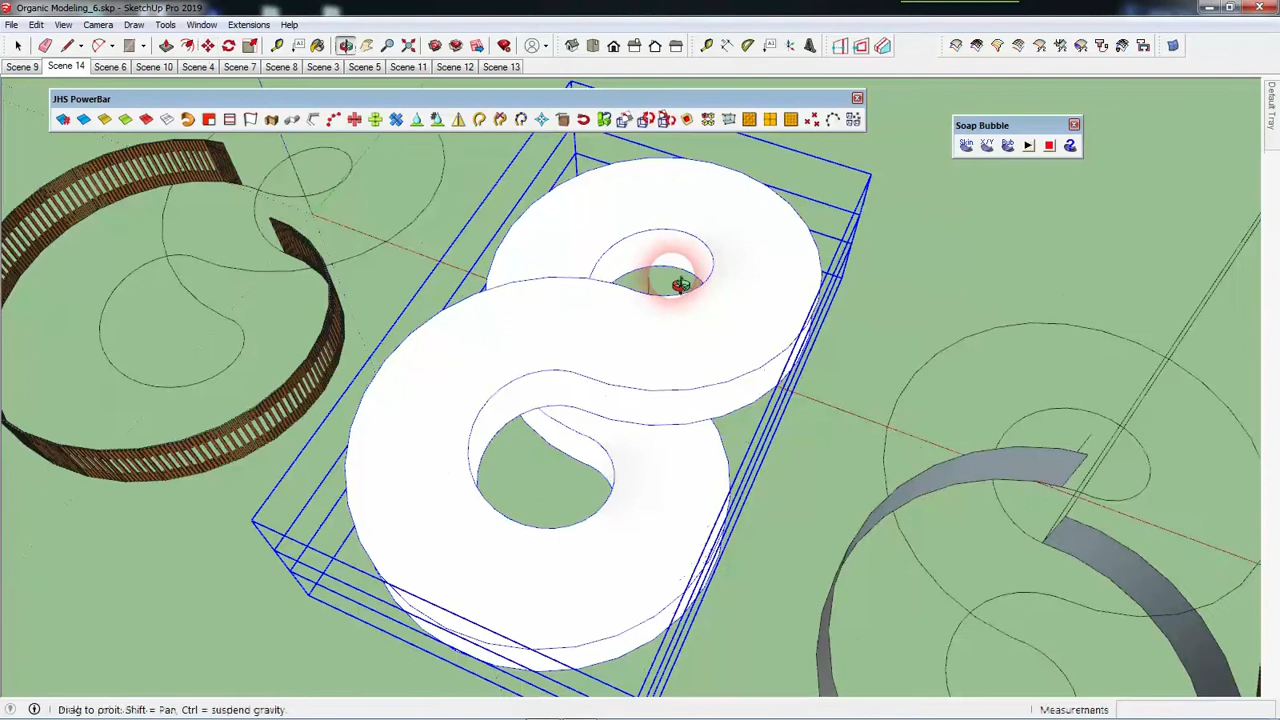 Organic Modeling_6.skp - SketchUp Pro 2019
File Edit View Camera Draw Tools Window Extensions Help
Scene 9 Scene 14 Scene 6 Scene 10 Scene 4 Scene 7 Scene 8 Scene 3 Scene 5 Scene 11 Scene 12 Scene 13
JHS PowerBar
Soap Bubble
Skin X/Y Bub
Default Tray
Drag to orbit. Shift = Pan, Ctrl = suspend gravity.
Measurements